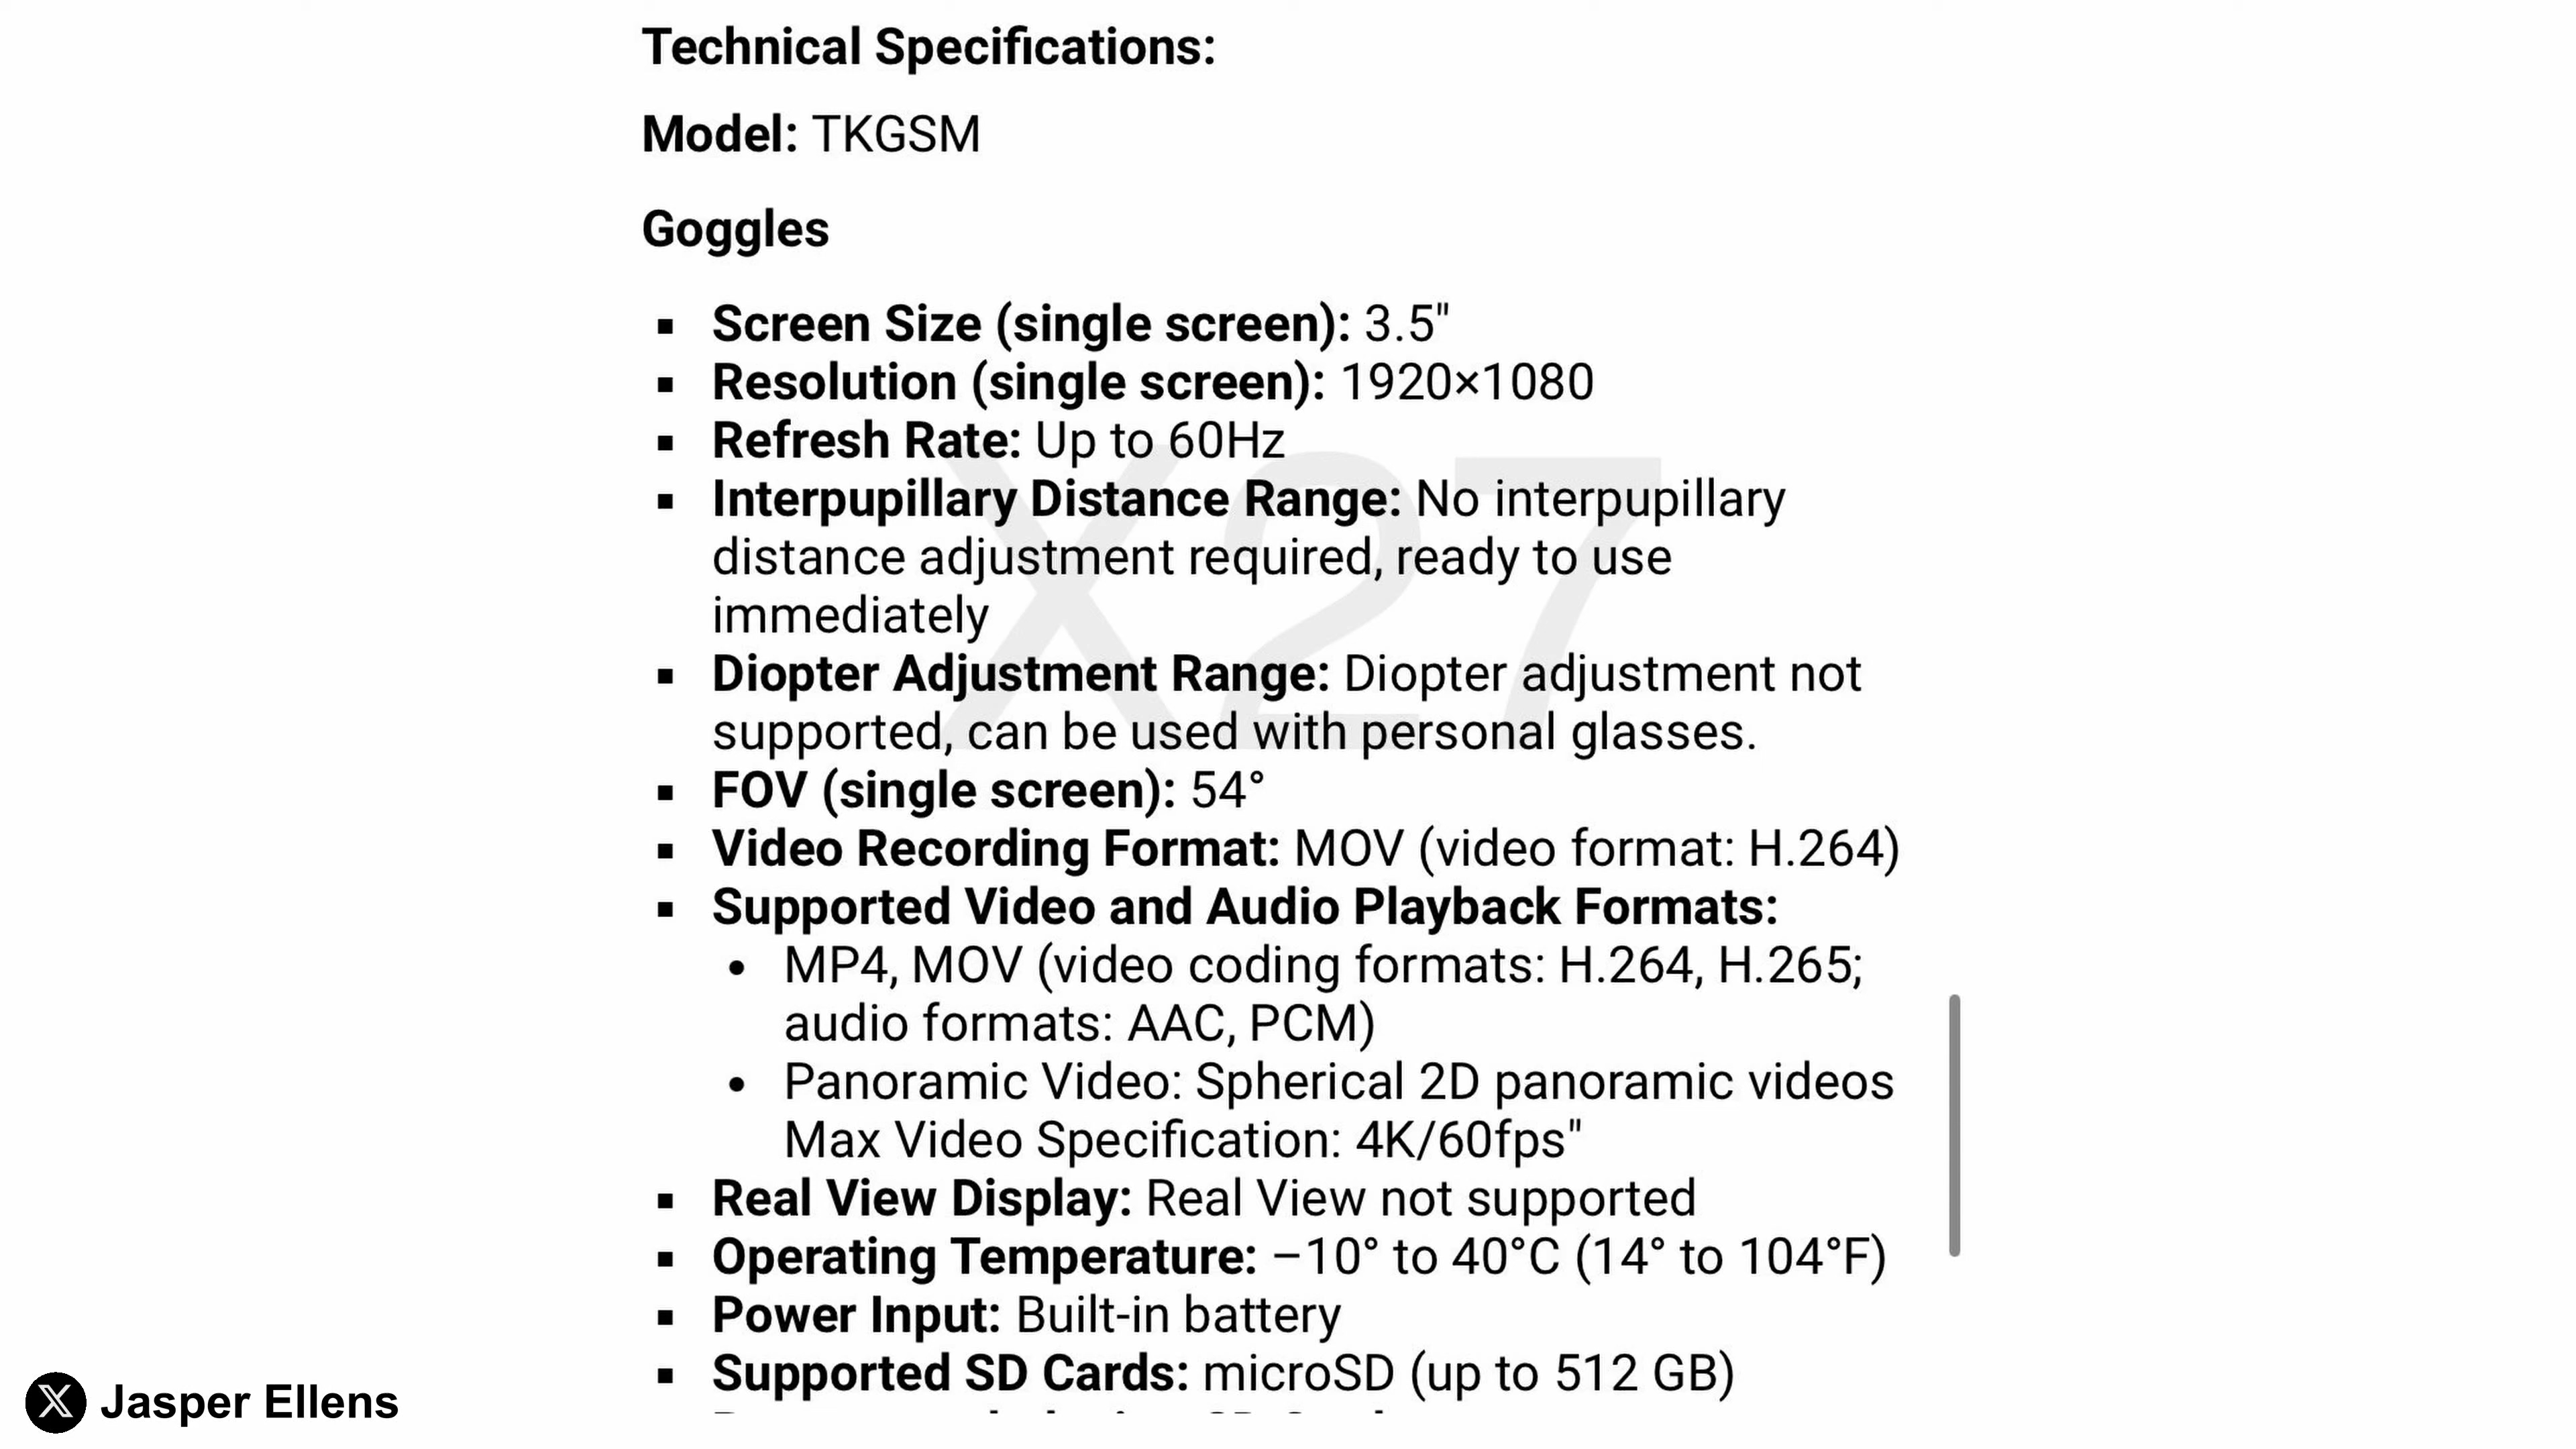 Technical Specifications:
Model: TKGSM
Goggles
▪ Screen Size (single screen): 3.5"
▪ Resolution (single screen): 1920×1080
▪ Refresh Rate: Up to 60Hz
▪ Interpupillary Distance Range: No interpupillary
distance adjustment required, ready to use
immediately
▪ Diopter Adjustment Range: Diopter adjustment not
supported, can be used with personal glasses.
▪ FOV (single screen): 54°
▪ Video Recording Format: MOV (video format: H.264)
▪ Supported Video and Audio Playback Formats:
• MP4, MOV (video coding formats: H.264, H.265;
audio formats: AAC, PCM)
• Panoramic Video: Spherical 2D panoramic videos
Max Video Specification: 4K/60fps"
▪ Real View Display: Real View not supported
▪ Operating Temperature: –10° to 40°C (14° to 104°F)
▪ Power Input: Built-in battery
▪ Supported SD Cards: microSD (up to 512 GB)
X27
X Jasper Ellens